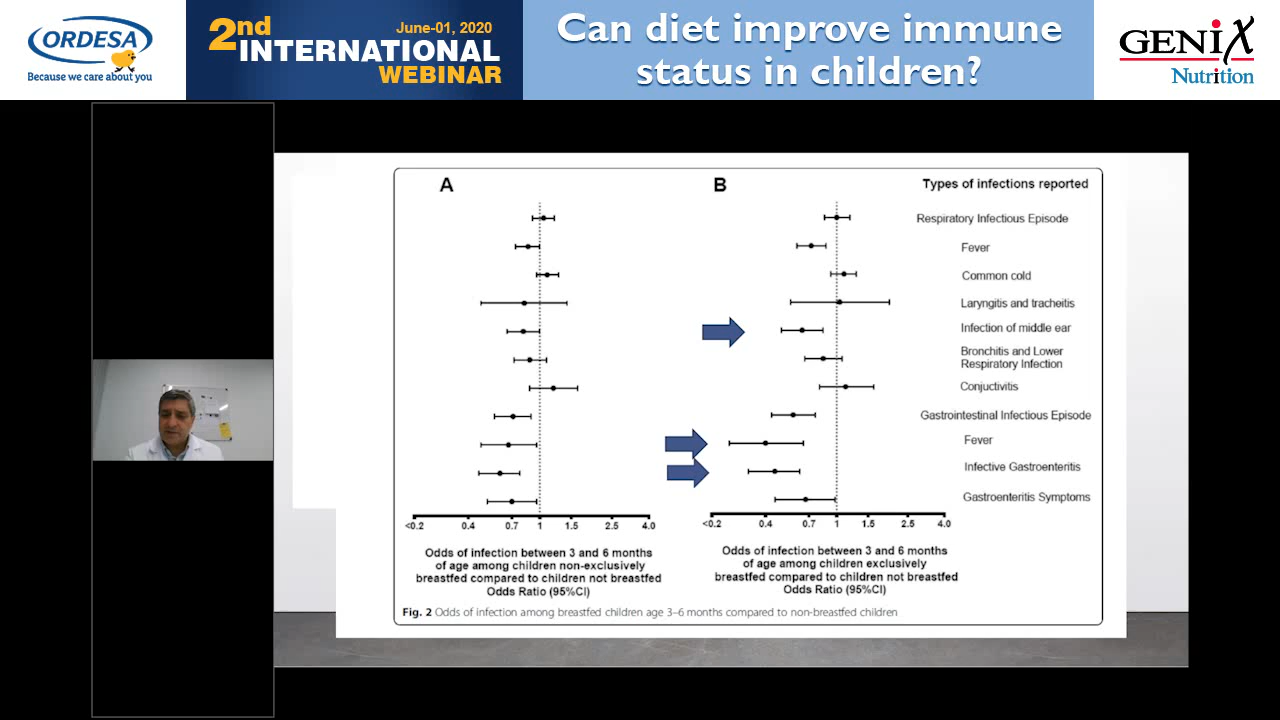 ORDESA
Because we care about you
2nd
June-01, 2020
INTERNATIONAL
WEBINAR
Can diet improve immune
status in children?
GENiX
Nutrition
A
B
Types of infections reported
Respiratory Infectious Episode
Fever
Common cold
Laryngitis and tracheitis
Infection of middle ear
Bronchitis and Lower
Respiratory Infection
Conjuctivitis
Gastrointestinal Infectious Episode
Fever
Infective Gastroenteritis
Gastroenteritis Symptoms
<0.2 0.4 0.7 1 1.5 2.5 4.0
<0.2 0.4 0.7 1 1.5 2.5 4.0
Odds of infection between 3 and 6 months
of age among children non-exclusively
breastfed compared to children not breastfed
Odds Ratio (95%CI)
Odds of infection between 3 and 6 months
of age among children exclusively
breastfed compared to children not breastfed
Odds Ratio (95%CI)
Fig. 2 Odds of infection among breastfed children age 3–6 months compared to non-breastfed children